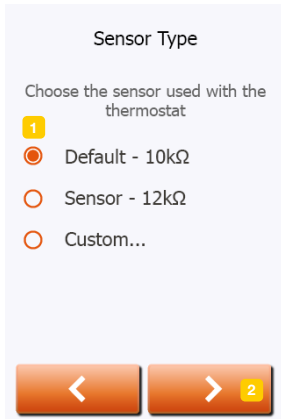 Sensor Type
Choose the sensor used with the
thermostat
1
Default - 10kΩ
Sensor - 12kΩ
Custom...
2